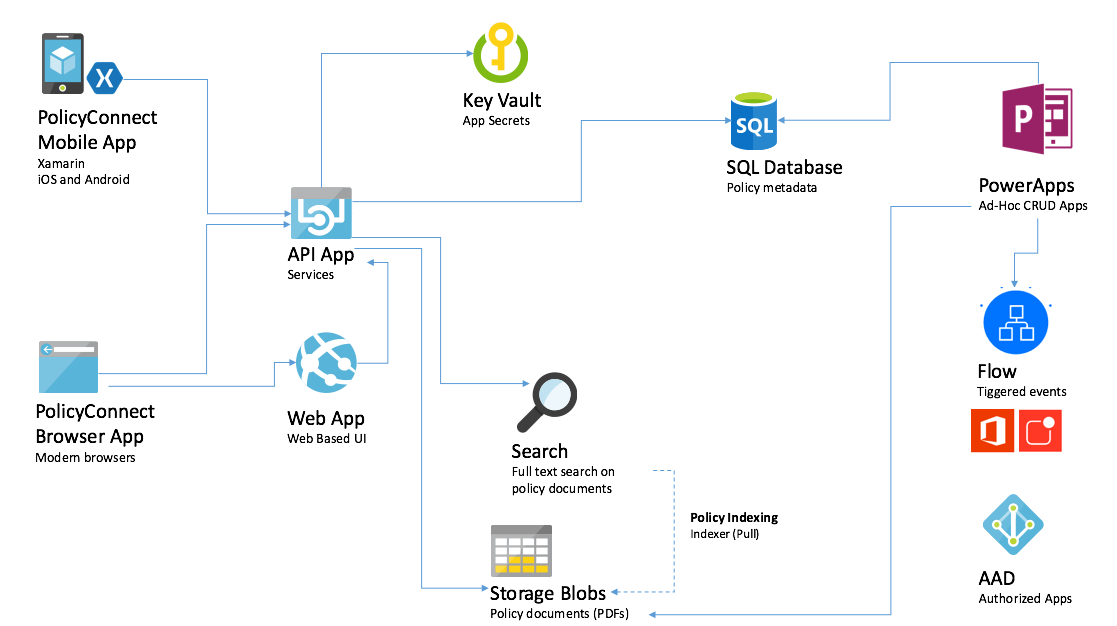 PolicyConnect
Mobile App
Xamarin
iOS and Android
X
Key Vault
App Secrets
SQL
SQL Database
Policy metadata
P
PowerApps
Ad-Hoc CRUD Apps
API App
Services
Flow
Tiggered events
PolicyConnect
Browser App
Modern browsers
Web App
Web Based UI
Search
Full text search on
policy documents
Policy Indexing
Indexer (Pull)
Storage Blobs
Policy documents (PDFs)
AAD
Authorized Apps